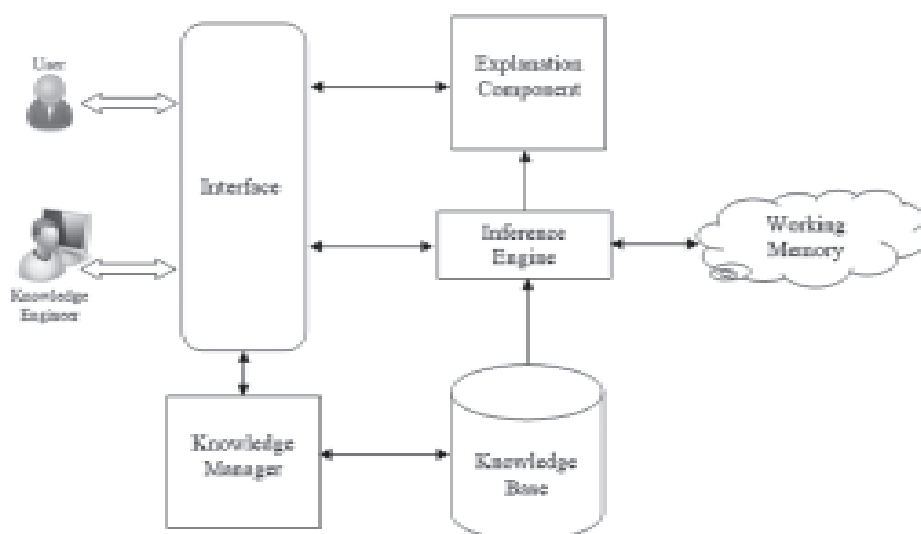 User
Explanation
Component
Interface
Inference
Engine
Working
Memory
Knowledge
Engineer
Knowledge
Manager
Knowledge
Base